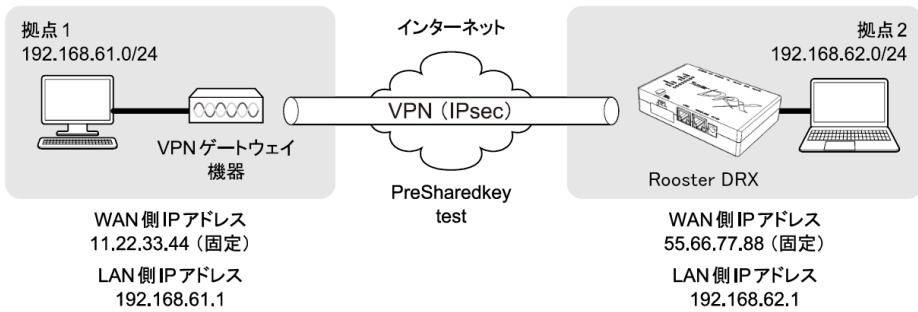 拠点1
192.168.61.0/24
VPNゲートウェイ
機器
WAN側IPアドレス
11.22.33.44（固定）
LAN側IPアドレス
192.168.61.1
インターネット
VPN（IPsec）
PreSharedkey
test
拠点2
192.168.62.0/24
DRX
Rooster DRX
WAN側IPアドレス
55.66.77.88（固定）
LAN側IPアドレス
192.168.62.1